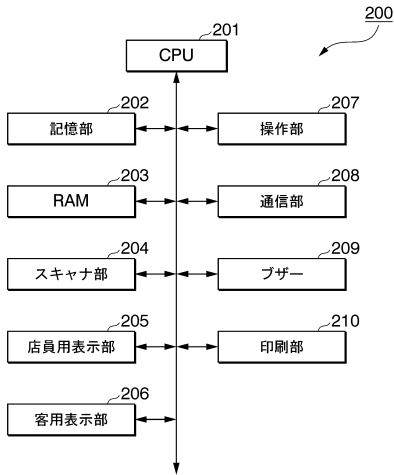 200
201
CPU
202
記憶部
207
操作部
203
RAM
208
通信部
204
スキャナ部
209
ブザー
205
店員用表示部
210
印刷部
206
客用表示部